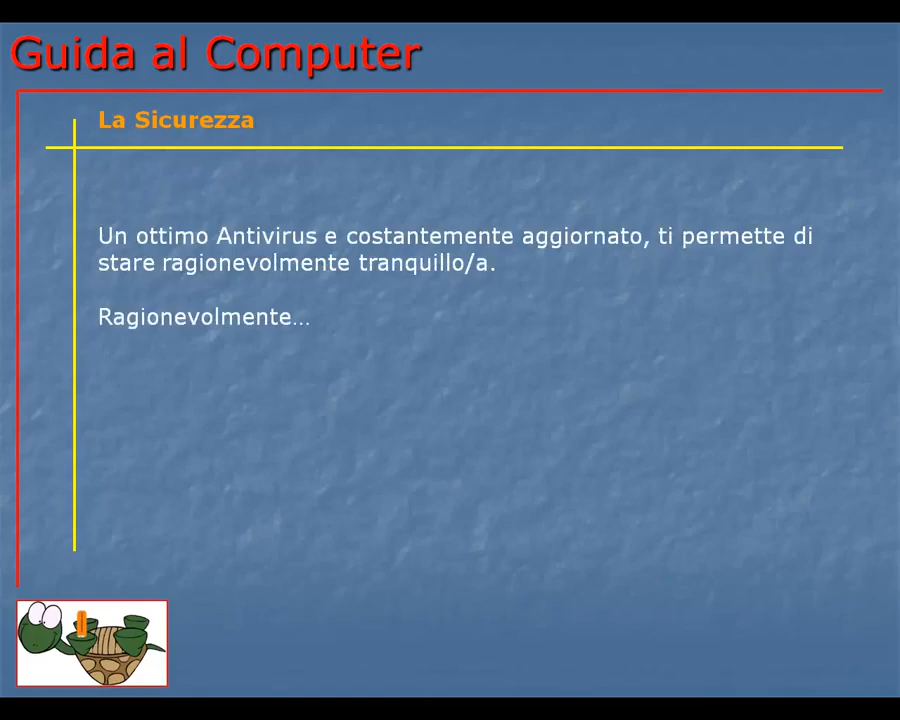 Guida al Computer
La Sicurezza
Un ottimo Antivirus e costantemente aggiornato, ti permette di
stare ragionevolmente tranquillo/a.
Ragionevolmente…